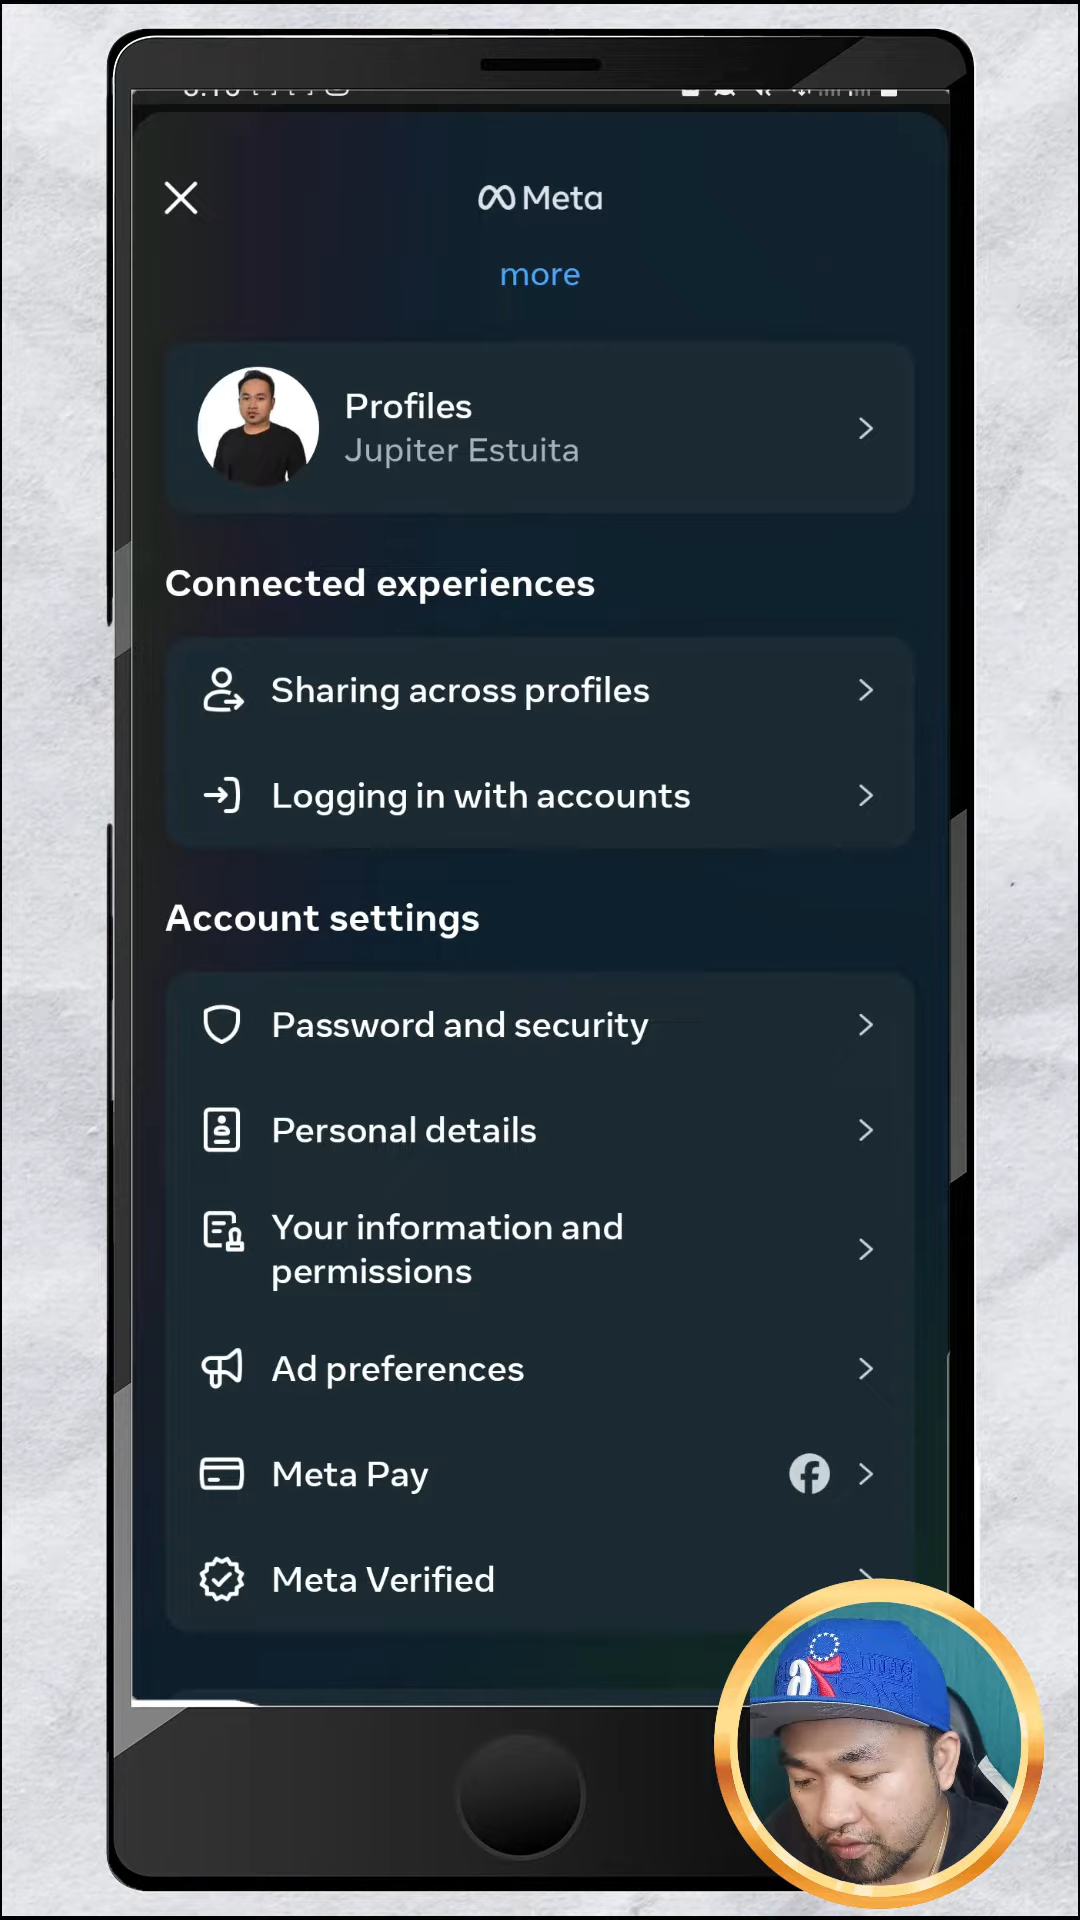 Meta
more
Profiles
Jupiter Estuita
Connected experiences
Sharing across profiles
Logging in with accounts
Account settings
Password and security
Personal details
Your information and
permissions
Ad preferences
Meta Pay
Meta Verified